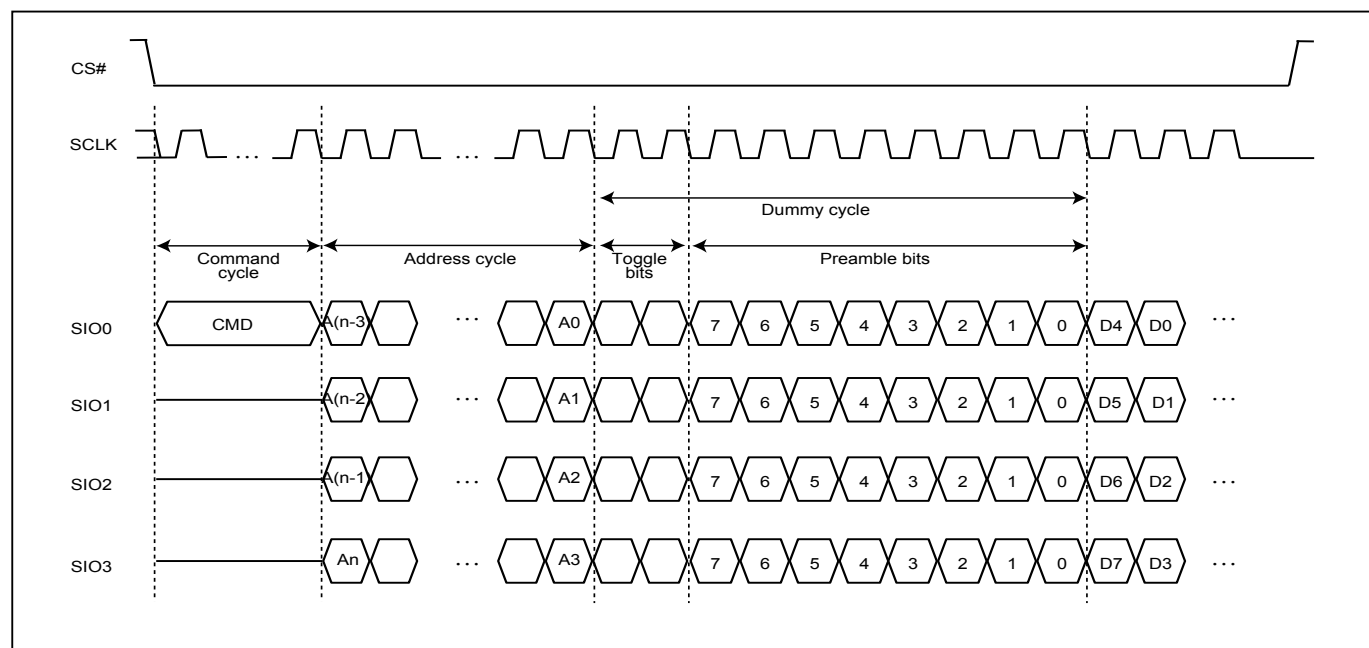 CS#
SCLK
...
...
Dummy cycle
Command cycle
Address cycle
Toggle bits
Preamble bits
SIO0
CMD
A(n-3)
...
A0
7 6 5 4 3 2 1 0
D4 D0
...
SIO1
A(n-2
...
A1
7 6 5 4 3 2 1 0
D5 D1
...
SIO2
A(n-1
...
A2
7 6 5 4 3 2 1 0
D6 D2
...
SIO3
An
...
A3
7 6 5 4 3 2 1 0
D7 D3
...